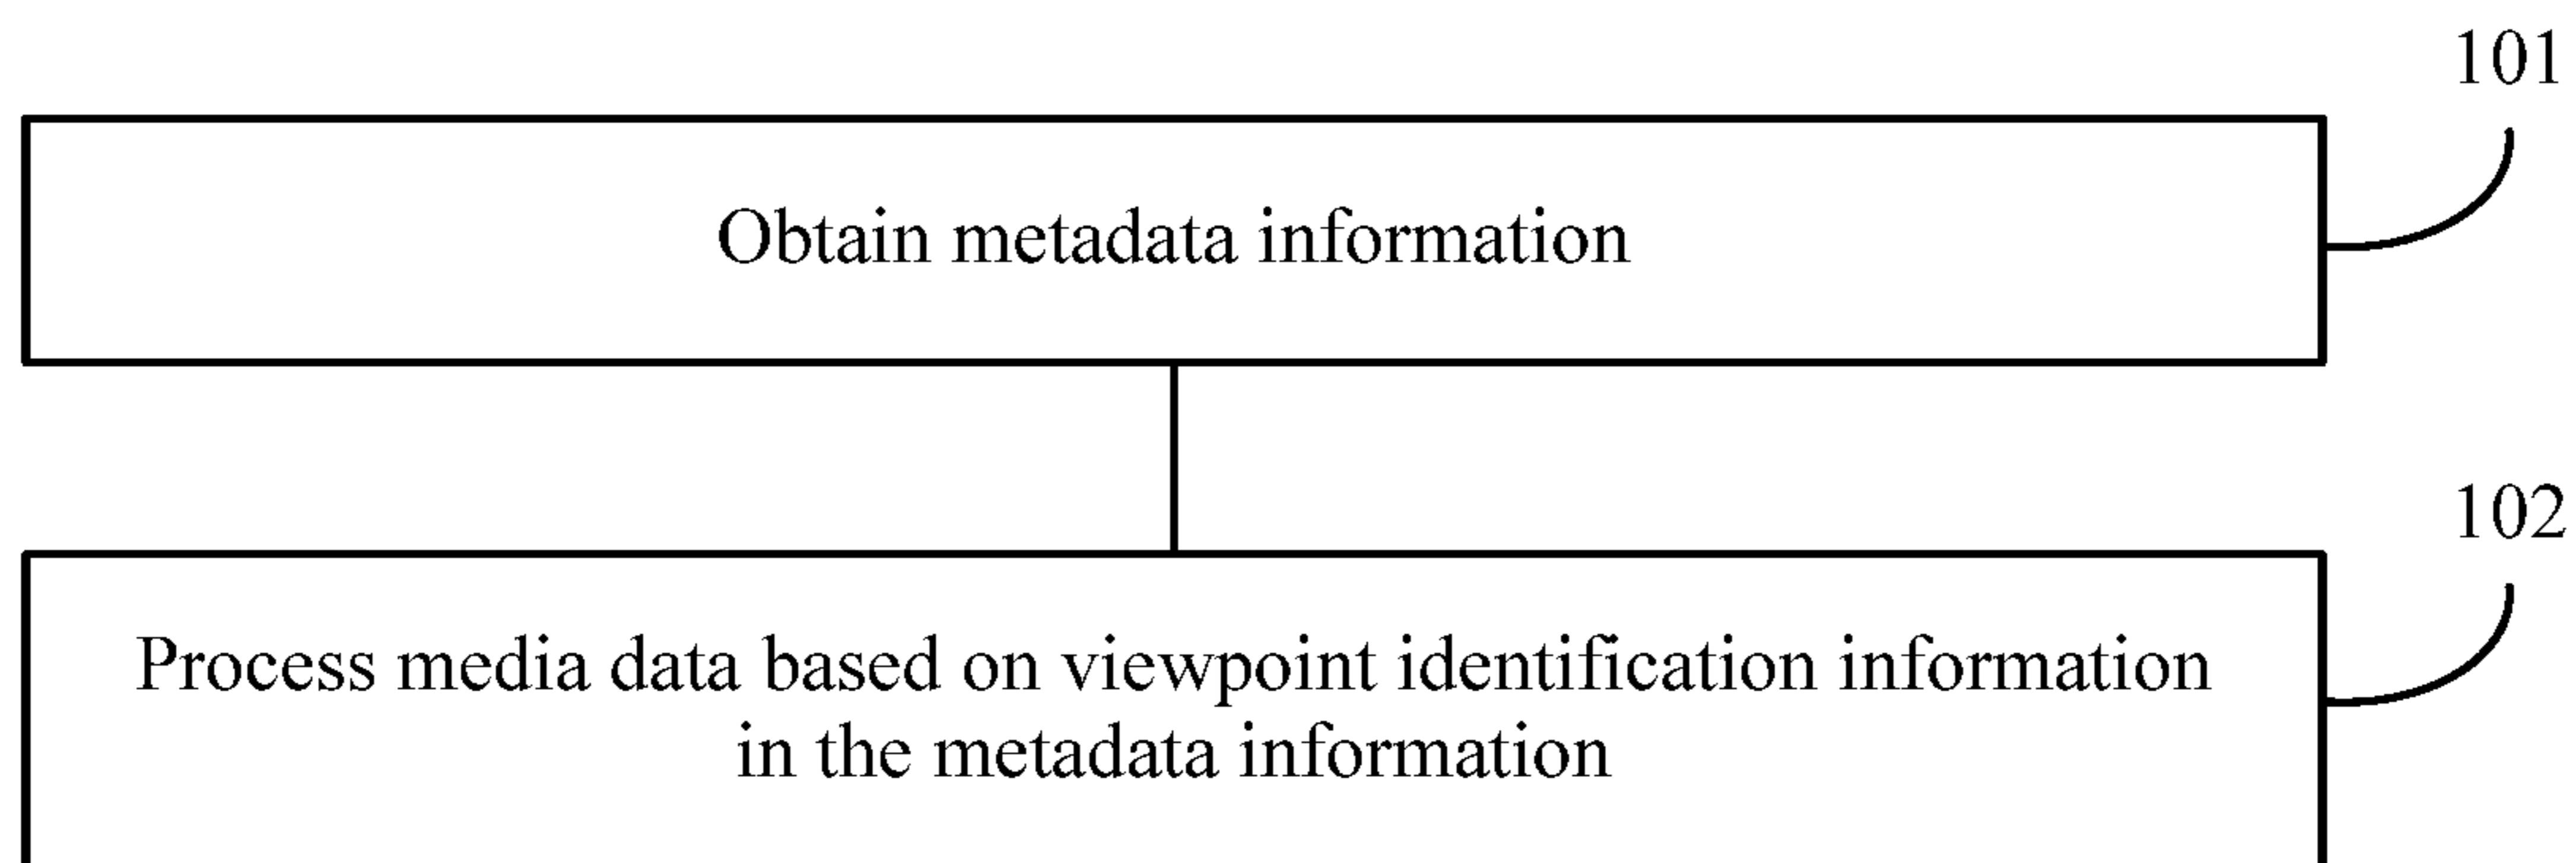 101
Obtain metadata information
102
Process media data based on viewpoint identification information
in the metadata information